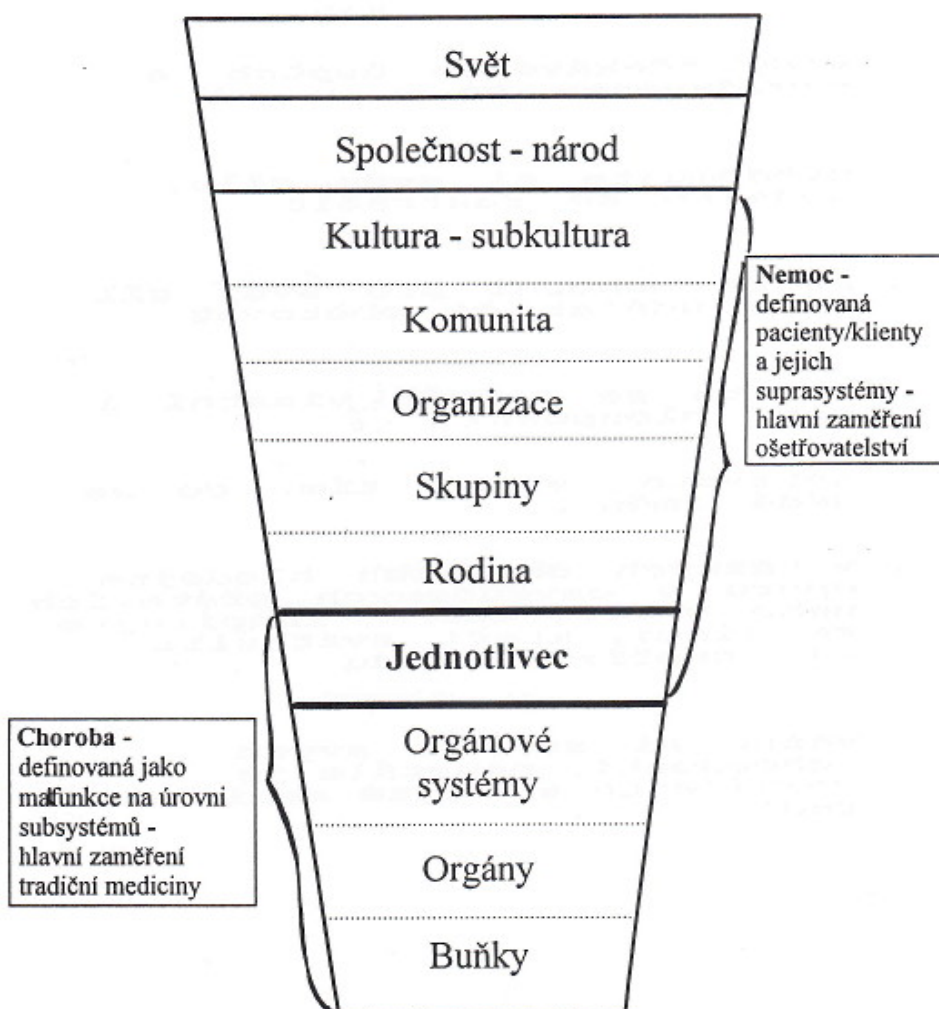 Svět
Společnost - národ
Kultura - subkultura
Komunita
Organizace
Skupiny
Rodina
Jednotlivec
Orgánové
systémy
Orgány
Buňky
Nemoc -
definovaná
pacienty/klienty
a jejich
suprasystémy -
hlavní zaměření
ošetřovatelství
Choroba -
definovaná jako
malfunkce na úrovni
subsystémů -
hlavní zaměření
tradiční mediciny